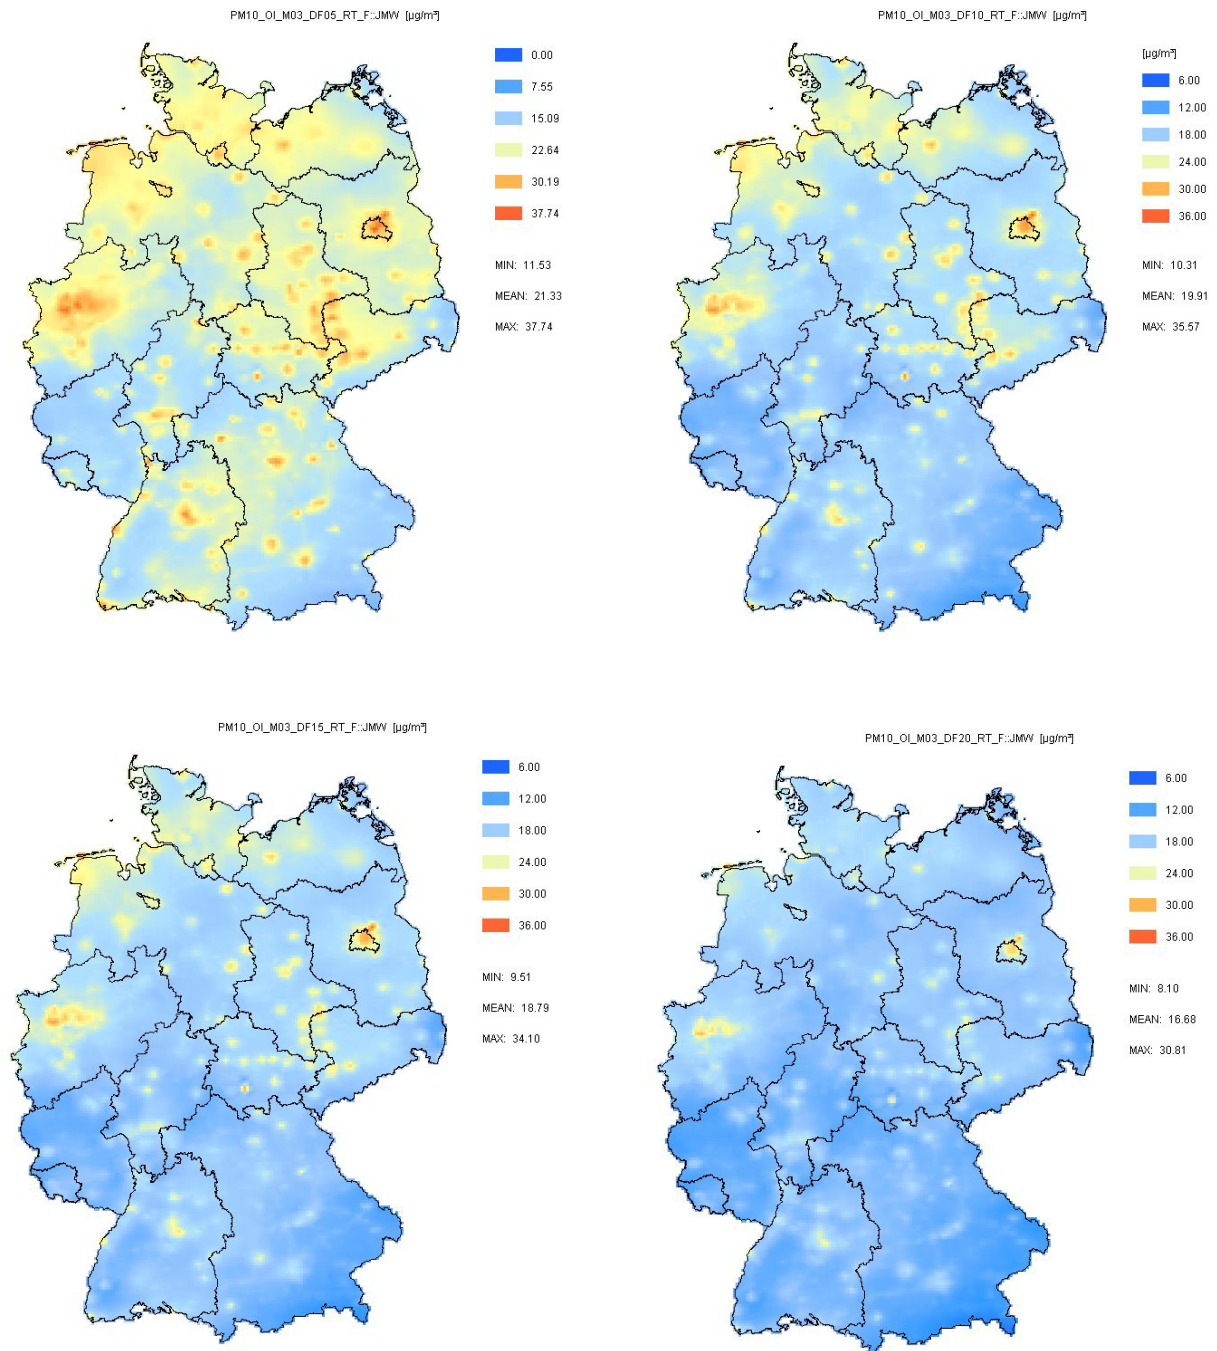 PM10_OI_M03_DF05_RT_F::JMW [µg/m³]
0.00
7.55
15.09
22.64
30.19
37.74
MIN: 11.53
MEAN: 21.33
MAX: 37.74
PM10_OI_M03_DF10_RT_F::JMW [µg/m³]
[µg/m³]
6.00
12.00
18.00
24.00
30.00
36.00
MIN: 10.31
MEAN: 19.91
MAX: 35.57
PM10_OI_M03_DF15_RT_F::JMW [µg/m³]
6.00
12.00
18.00
24.00
30.00
36.00
MIN: 9.51
MEAN: 18.79
MAX: 34.10
PM10_OI_M03_DF20_RT_F::JMW [µg/m³]
6.00
12.00
18.00
24.00
30.00
36.00
MIN: 8.10
MEAN: 16.68
MAX: 30.81